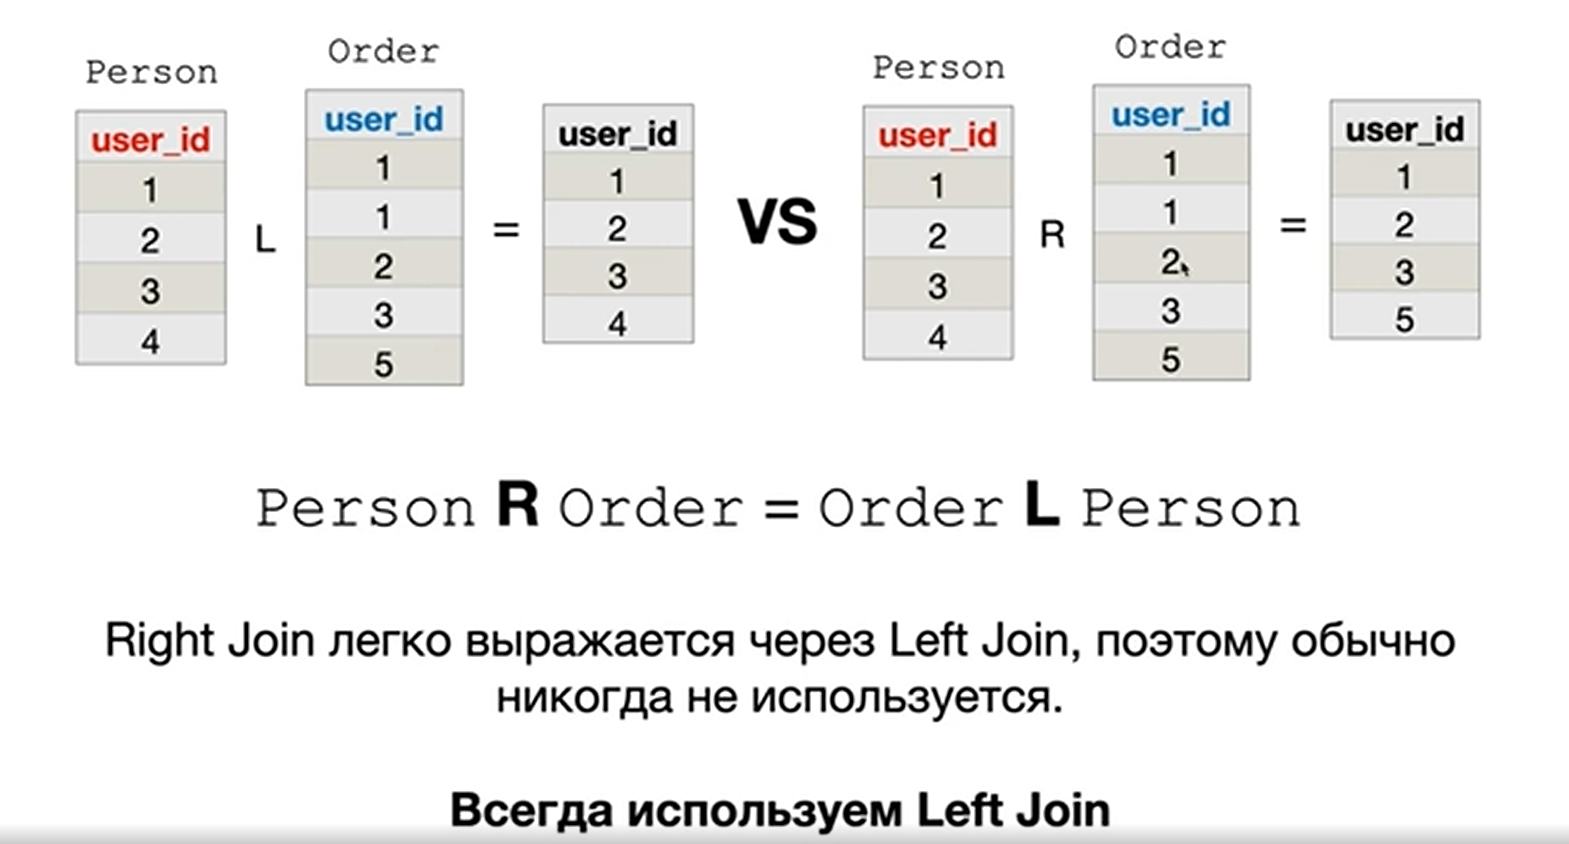 Person Order Person Order
user_id user_id user_id VS user_id user_id user_id
1 1 1 1 1 1
2 L 1 = 2 2 R 1 = 2
3 2 3 3 2 3
4 3 4 4 3 5
5 5
Person R Order = Order L Person
Right Join легко выражается через Left Join, поэтому обычно
никогда не используется.
Всегда используем Left Join